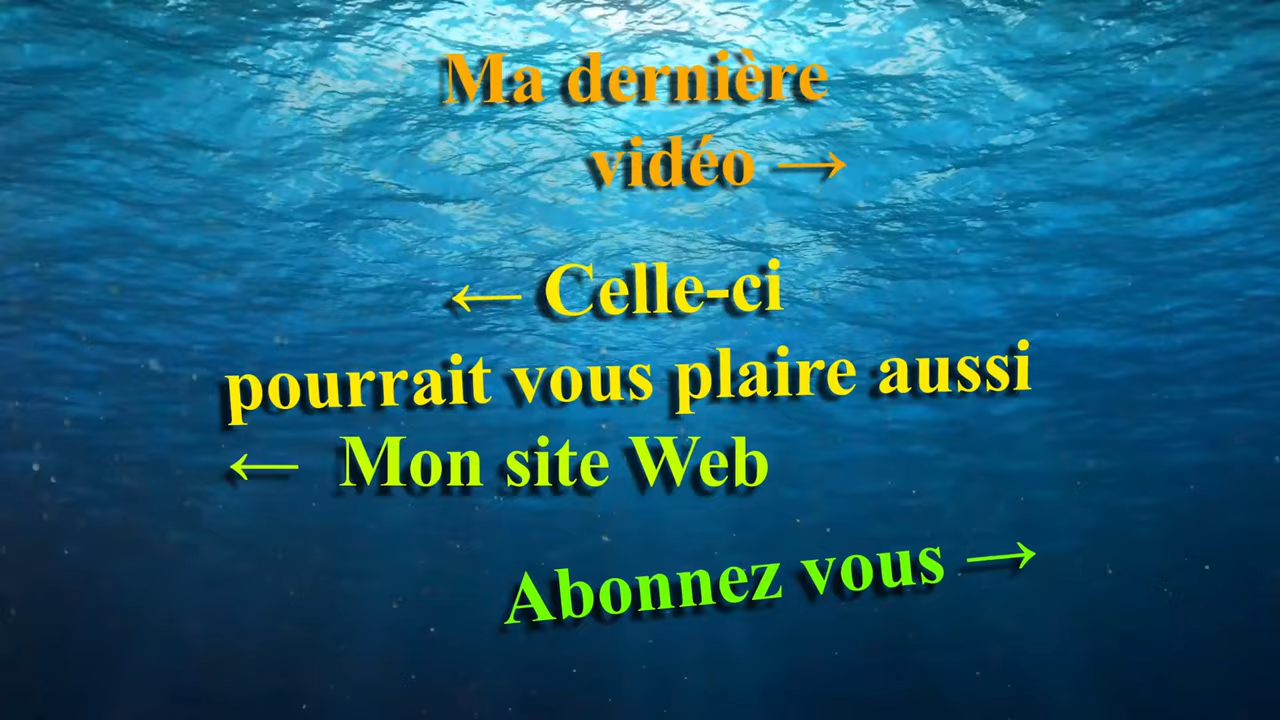 Ma dernière
vidéo →
← Celle-ci
pourrait vous plaire aussi
← Mon site Web
Abonnez vous →